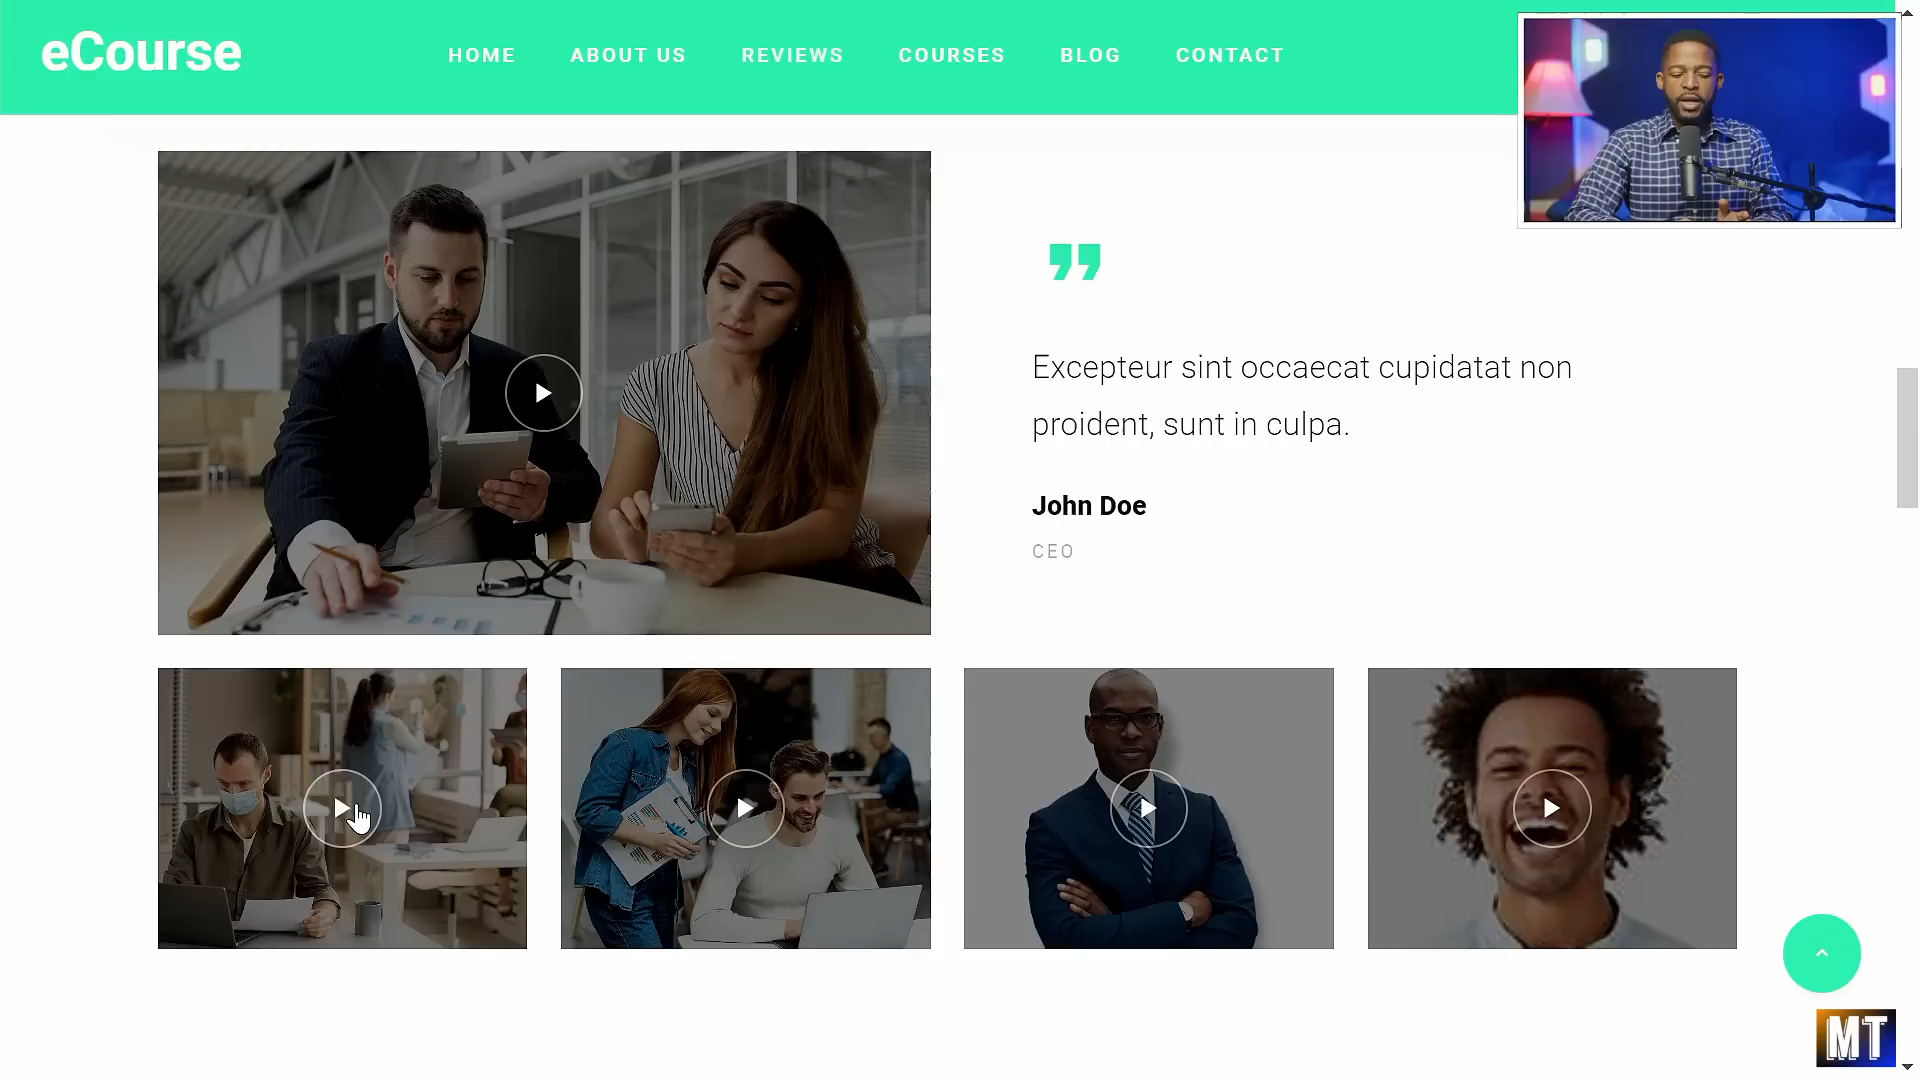 eCourse
HOME ABOUT US REVIEWS COURSES BLOG CONTACT
”
Excepteur sint occaecat cupidatat non
proident, sunt in culpa.
John Doe
CEO
MT